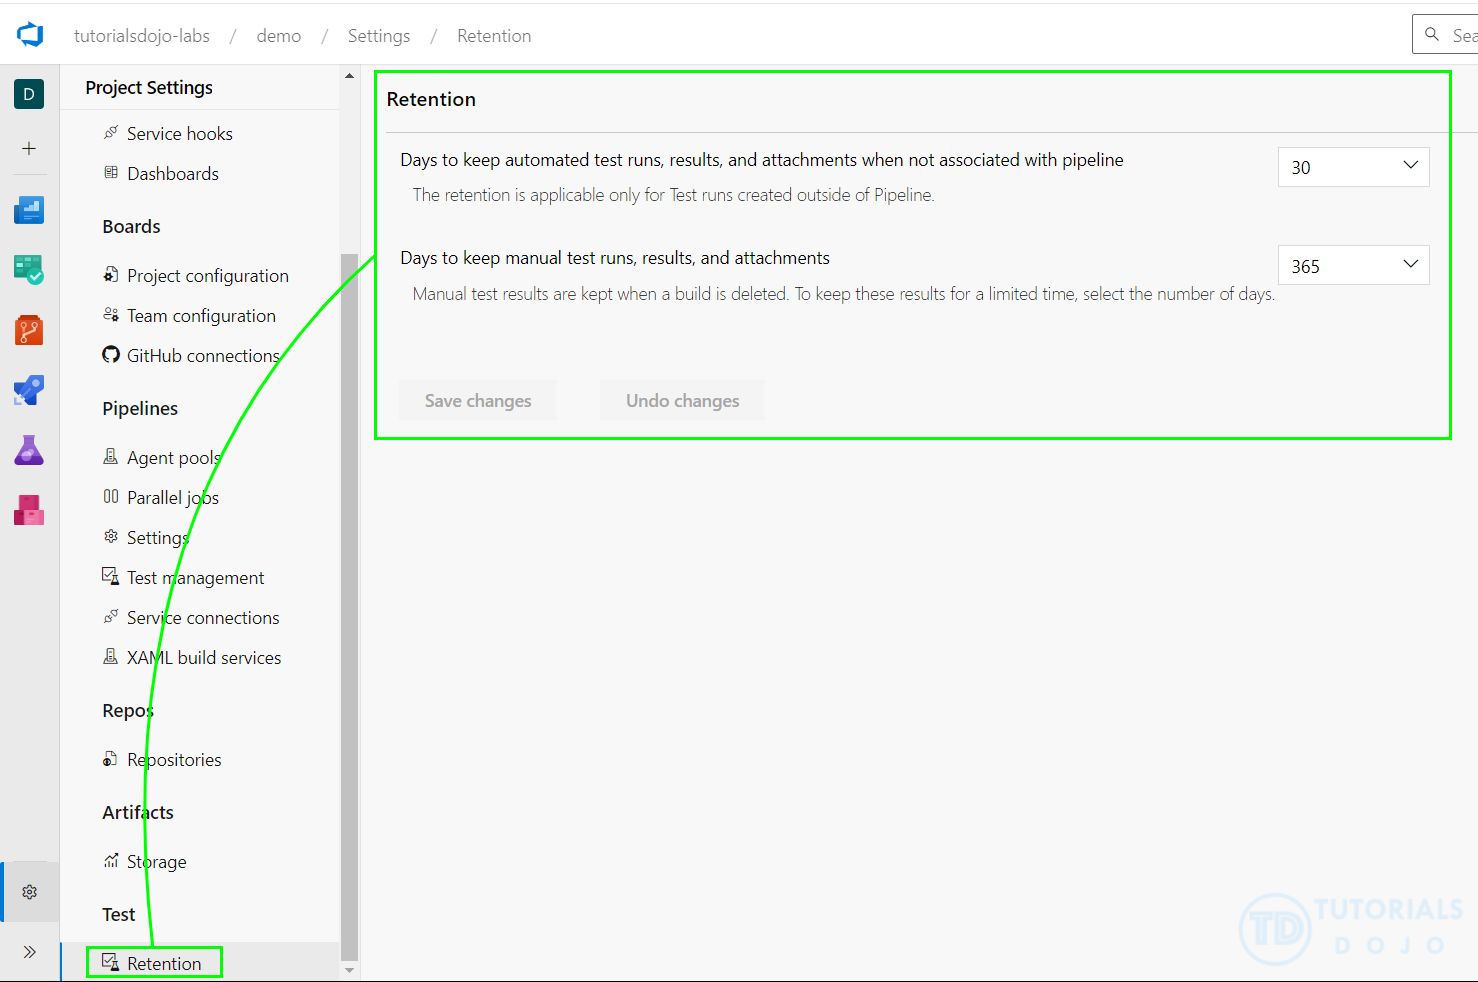 tutorialsdojo-labs / demo / Settings / Retention
Sea
D
Project Settings
Service hooks
Dashboards
Boards
Project configuration
Team configuration
GitHub connections
Pipelines
Agent pools
Parallel jobs
Settings
Test management
Service connections
XAML build services
Repos
Repositories
Artifacts
Storage
Test
Retention
Retention
Days to keep automated test runs, results, and attachments when not associated with pipeline
30
The retention is applicable only for Test runs created outside of Pipeline.
Days to keep manual test runs, results, and attachments
365
Manual test results are kept when a build is deleted. To keep these results for a limited time, select the number of days.
Save changes
Undo changes
TD
TUTORIALS
DOJO